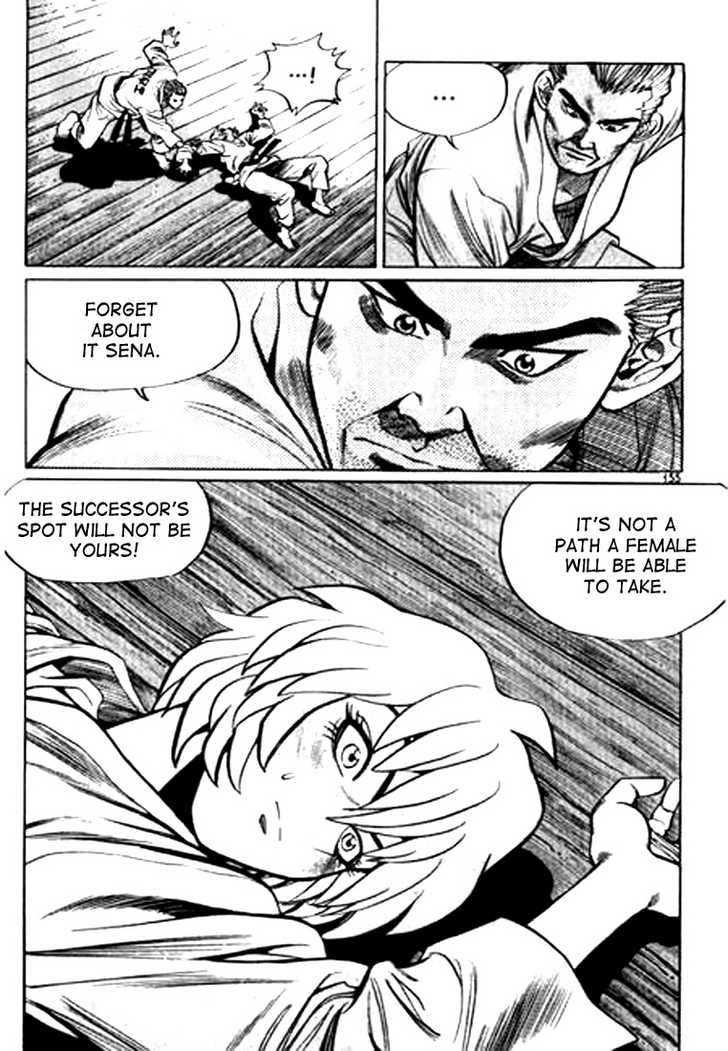 ...!
...
FORGET
ABOUT
IT SENA.
155
THE SUCCESSOR'S
SPOT WILL NOT BE
YOURS!
IT'S NOT A
PATH A FEMALE
WILL BE ABLE
TO TAKE.